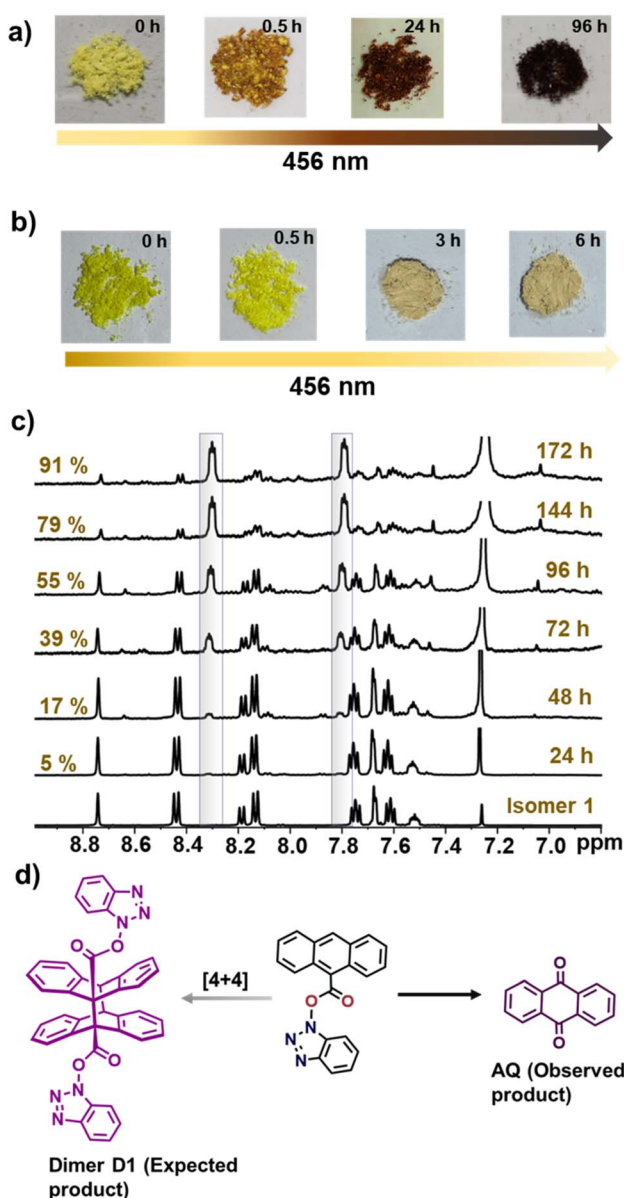 a)
0 h
0.5 h
24 h
96 h
456 nm
b)
0 h
0.5 h
3 h
6 h
456 nm
c)
91 %
172 h
79 %
144 h
55 %
96 h
39 %
72 h
17 %
48 h
5 %
24 h
Isomer 1
8.8 8.6 8.4 8.2 8.0 7.8 7.6 7.4 7.2 7.0 ppm
d)
N
N
N
O
O
[4+4]
O
O
N
N
N
O
O
AQ (Observed
product)
O
O
N
N
N
Dimer D1 (Expected
product)